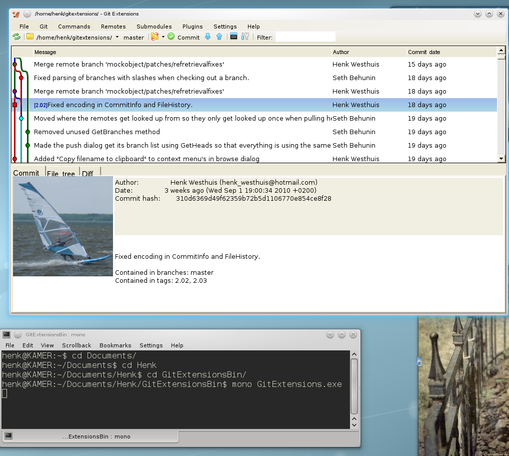 /home/henk/gitextensions/ - Git Extensions
File Git Commands Remotes Submodules Plugins Settings Help
/home/henk/gitextensions/ master Commit Filter:
Message Author Commit date
Merge remote branch 'mockobject/patches/refretrievalfixes' Henk Westhuis 15 days ago
Fixed parsing of branches with slashes when checking out a branch. Seth Behunin 18 days ago
Merge remote branch 'mockobject/patches/refretrievalfixes' Henk Westhuis 18 days ago
[2.02]Fixed encoding in CommitInfo and FileHistory. Henk Westhuis 18 days ago
Moved where the remotes get looked up from so they only get looked up once when pulling Seth Behunin 19 days ago
Removed unused GetBranches method Seth Behunin 19 days ago
Made the push dialog get its branch list using GetHeads so that everything is using the same Seth Behunin 19 days ago
Added "Copy filename to clipboard" to context menu's in browse dialog Henk Westhuis 19 days ago
Commit File tree Diff
Author: Henk Westhuis (henk_westhuis@hotmail.com)
Date: 3 weeks ago (Wed Sep 1 19:00:34 2010 +0200)
Commit hash: 310d6369d49f62359b72b5d1106770e854ce8f28
Fixed encoding in CommitInfo and FileHistory.
Contained in branches: master
Contained in tags: 2.02, 2.03
GitExtensionsBin : mono
File Edit View Scrollback Bookmarks Settings Help
henk@KAMER:~$ cd Documents/
henk@KAMER:~/Documents$ cd Henk
henk@KAMER:~/Documents/Henk$ cd GitExtensionsBin/
henk@KAMER:~/Documents/Henk/GitExtensionsBin$ mono GitExtensions.exe
...ExtensionsBin : mono